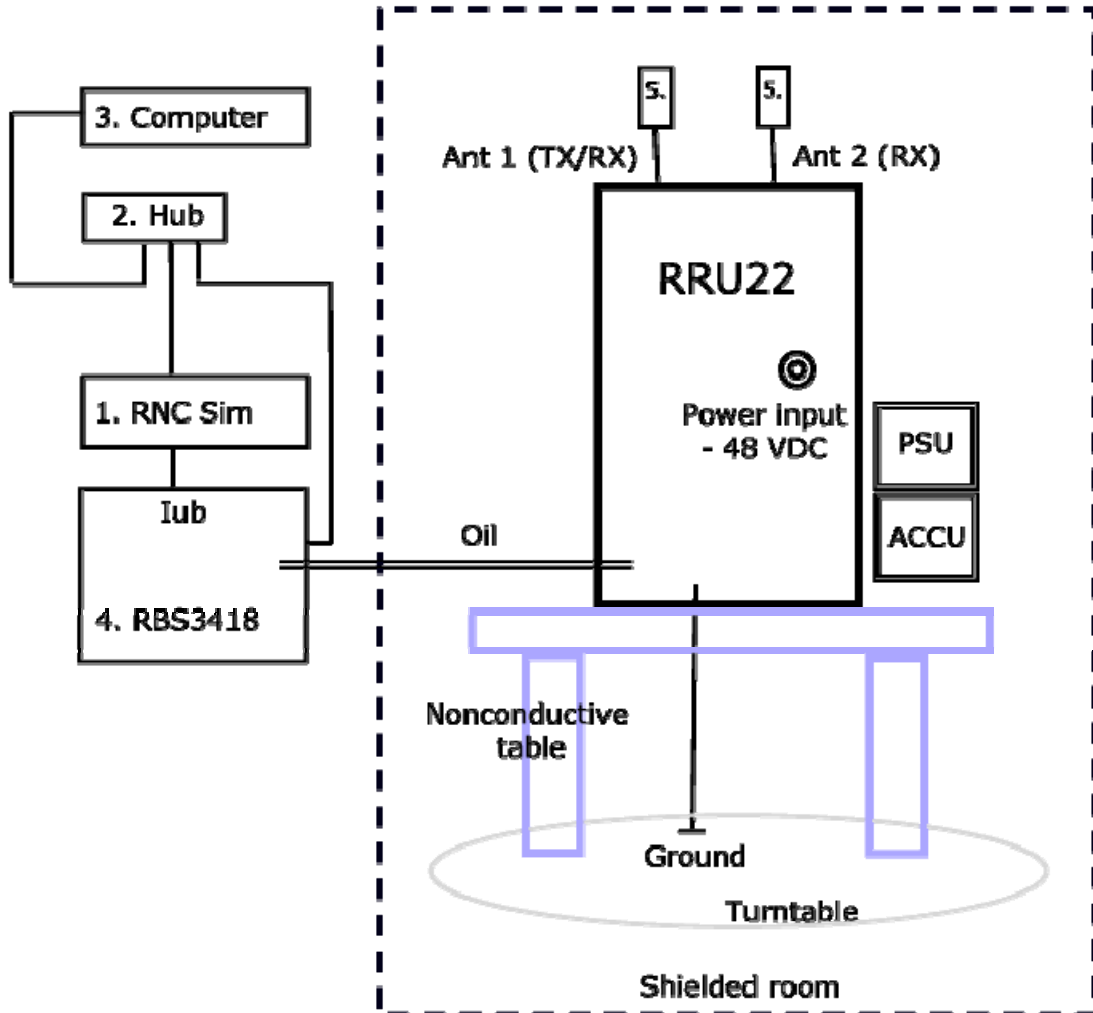 3. Computer
2. Hub
1. RNC Sim
Iub
4. RBS3418
5.
5.
Ant 1 (TX/RX)
Ant 2 (RX)
RRU22
Power input
- 48 VDC
PSU
ACCU
Oil
Nonconductive
table
Ground
Turntable
Shielded room